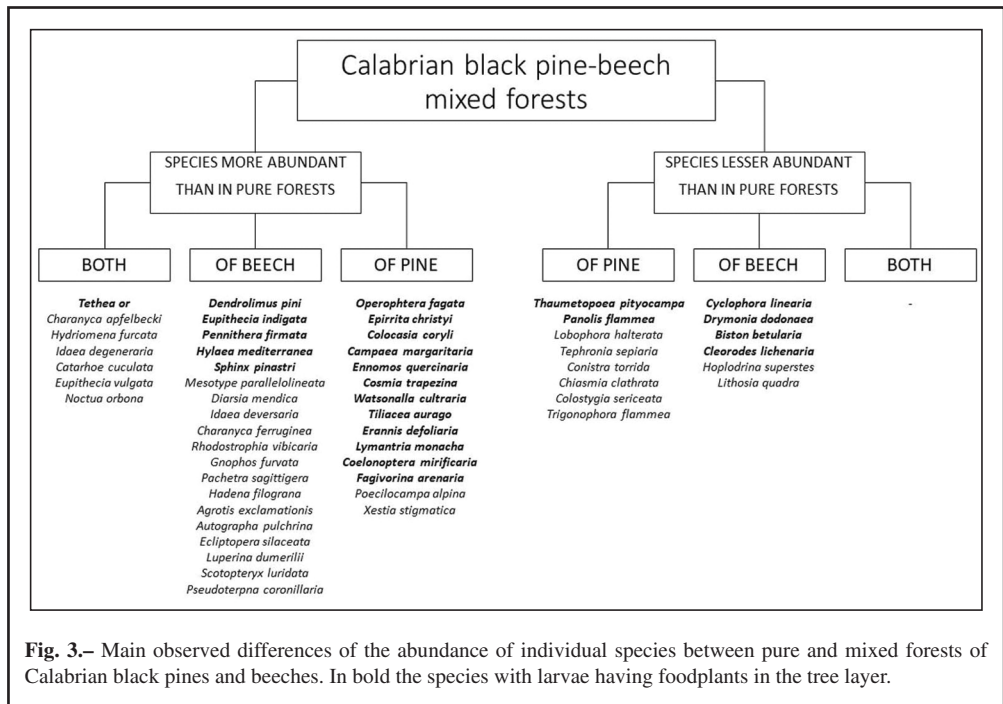 Calabrian black pine-beech
mixed forests
SPECIES MORE ABUNDANT
THAN IN PURE FORESTS
BOTH
Tethea or
Charanyca apfelbecki
Hydriomena furcata
Idaea degeneraria
Catarhoe cuculata
Eupithecia vulgata
Noctua orbona
OF BEECH
Dendrolimus pini
Eupithecia indigata
Pennithera firmata
Hylaea mediterranea
Sphinx pinastri
Mesotype parallelolineata
Diarsia mendica
Idaea deversaria
Charanyca ferruginea
Rhodostrophia vibicaria
Gnophos furvata
Pachetra sagittigera
Hadena filograna
Agrotis exclamationis
Autographa pulchrina
Ecliptopera silaceata
Luperina dumerilii
Scotopteryx luridata
Pseudoterpna coronillaria
OF PINE
Operophtera fagata
Epirrita christyi
Colocasia coryli
Campaea margaritaria
Ennomos quercinaria
Cosmia trapezina
Watsonalla cultraria
Tiliacea aurago
Erannis defoliaria
Lymantria monacha
Coelonoptera mirificaria
Fagivorina arenaria
Poecilocampa alpina
Xestia stigmatica
SPECIES LESSER ABUNDANT
THAN IN PURE FORESTS
OF PINE
Thaumetopoea pityocampa
Panolis flammea
Lobophora halterata
Tephronia sepiaria
Conistra torrida
Chiasmia clathrata
Colostygia sericeata
Trigonophora flammea
OF BEECH
Cyclophora linearia
Drymonia dodonaea
Biston betularia
Cleorodes lichenaria
Hoplodrina superstes
Lithosia quadra
BOTH
-
Fig. 3.– Main observed differences of the abundance of individual species between pure and mixed forests of
Calabrian black pines and beeches. In bold the species with larvae having foodplants in the tree layer.